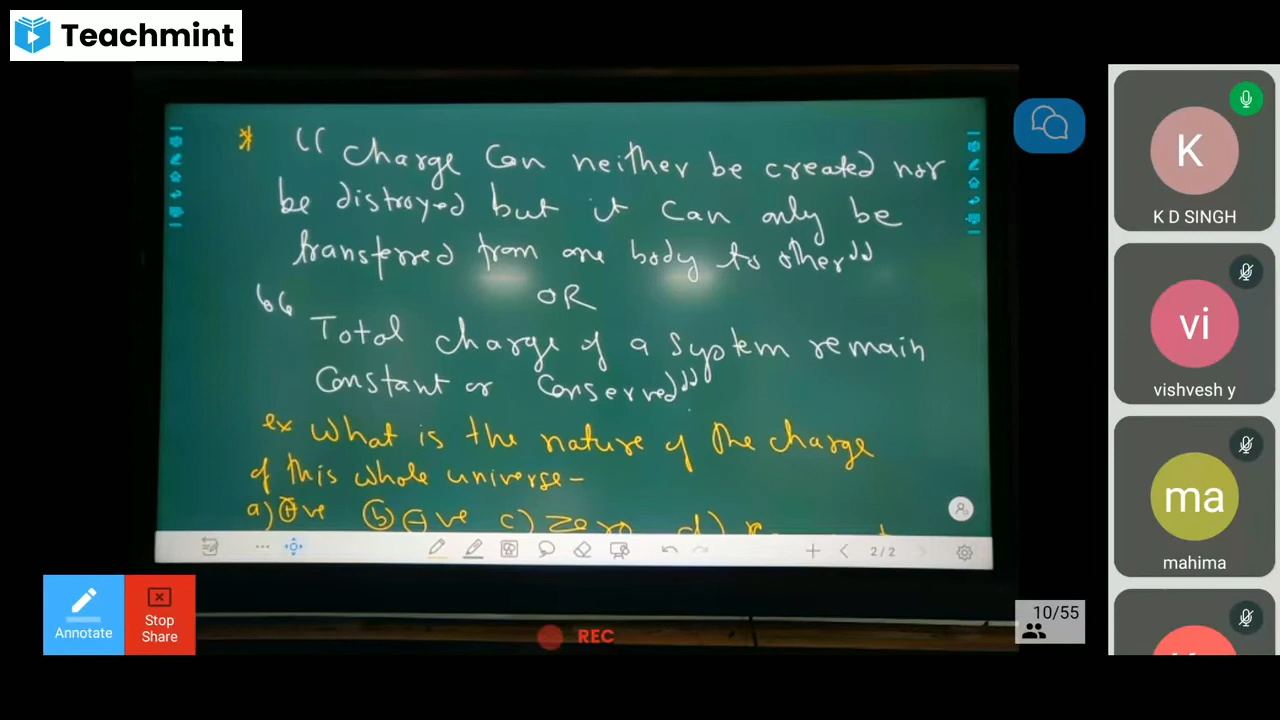 Teachmint
* " Charge Can neither be created nor
be distroyed but it Can only be
transferred from one body to other"
OR
" Total charge of a System remain
Constant or Conserved"
ex What is the nature of the charge
of this whole universe-
a) ⊕ve (b) ⊖ve c) Zero d)
2/2
Annotate
Stop
Share
REC
10/55
K
K D SINGH
vi
vishvesh y
ma
mahima